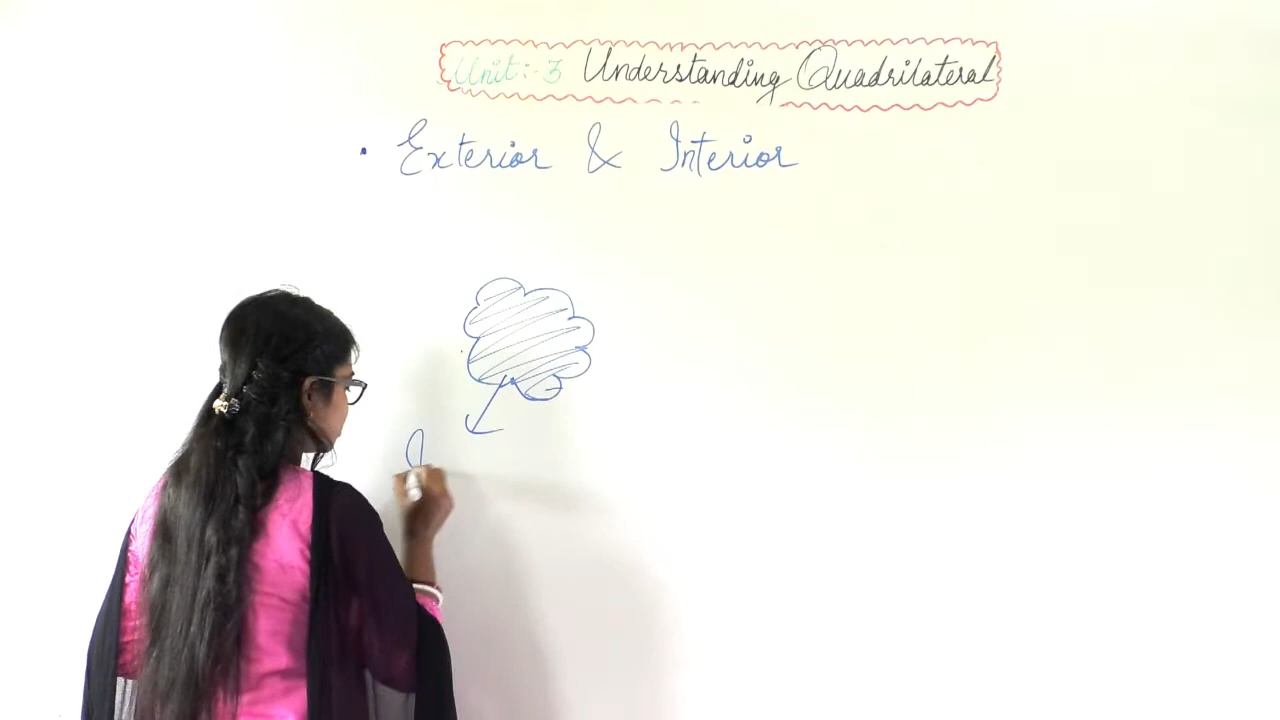 Unit:- 3 Understanding Quadrilateral
• Exterior & Interior